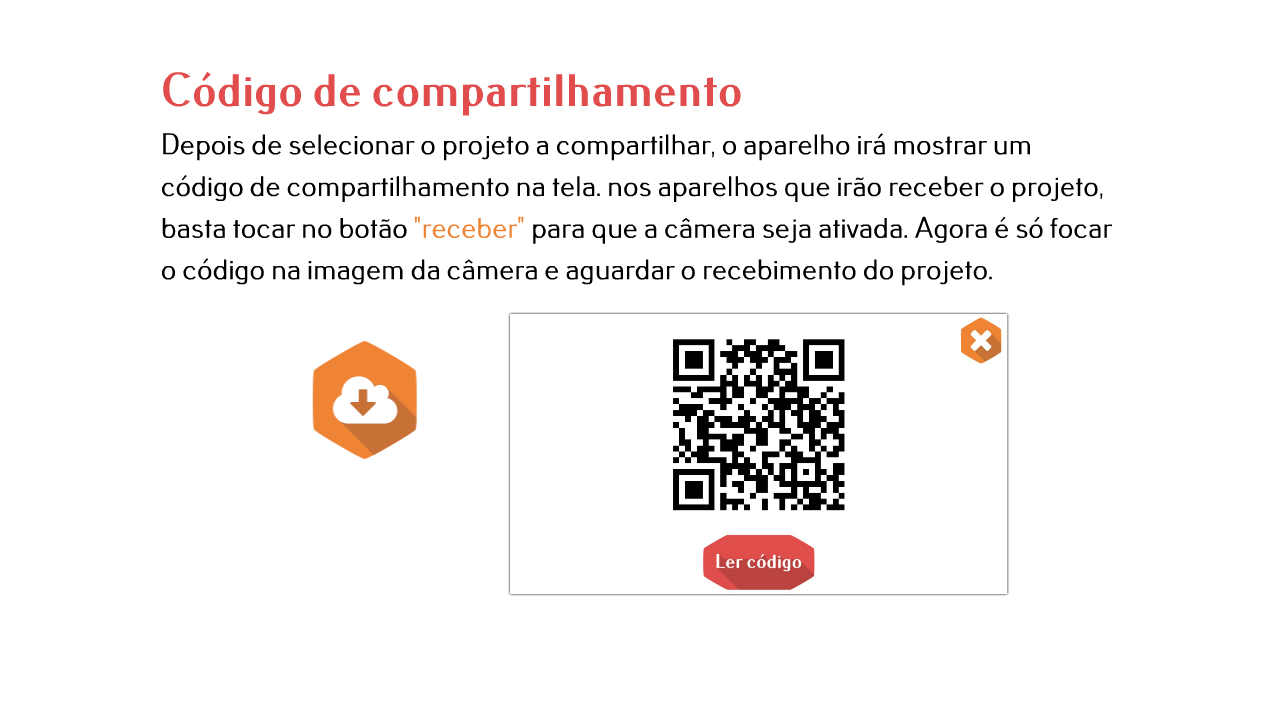 Código de compartilhamento
Depois de selecionar o projeto a compartilhar, o aparelho irá mostrar um
código de compartilhamento na tela. nos aparelhos que irão receber o projeto,
basta tocar no botão "receber" para que a câmera seja ativada. Agora é só focar
o código na imagem da câmera e aguardar o recebimento do projeto.
Ler código